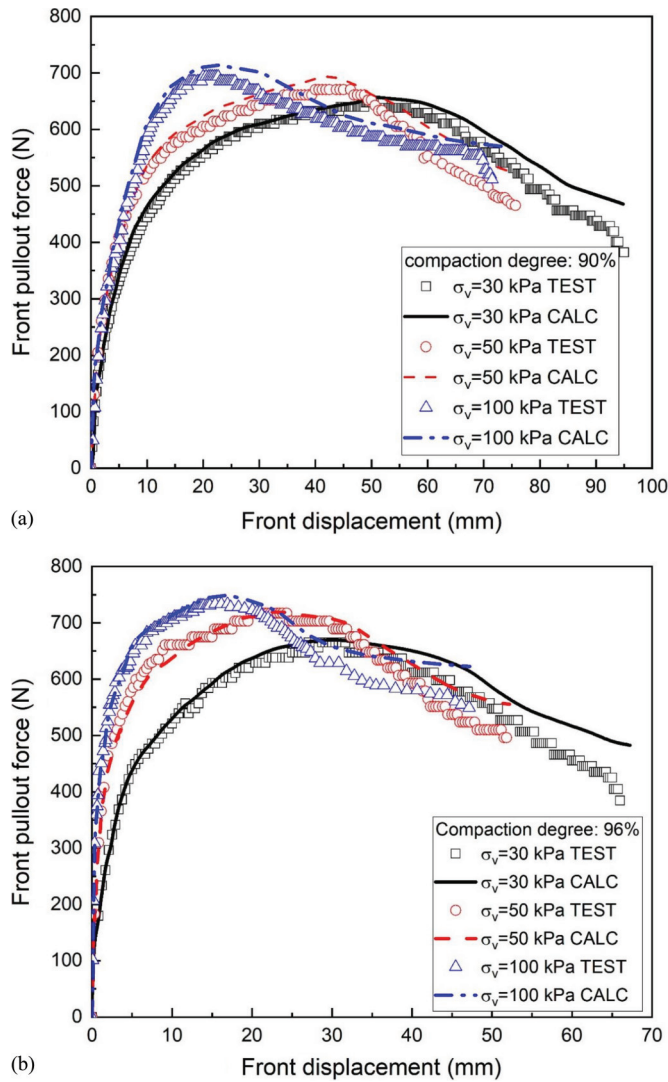 800
700
600
500
400
300
200
100
0
Front pullout force (N)
compaction degree: 90%
σv=30 kPa TEST
σv=30 kPa CALC
σv=50 kPa TEST
σv=50 kPa CALC
σv=100 kPa TEST
σv=100 kPa CALC
0 10 20 30 40 50 60 70 80 90 100
(a)
Front displacement (mm)
800
700
600
500
400
300
200
100
0
Front pullout force (N)
Compaction degree: 96%
σv=30 kPa TEST
σv=30 kPa CALC
σv=50 kPa TEST
σv=50 kPa CALC
σv=100 kPa TEST
σv=100 kPa CALC
0 10 20 30 40 50 60 70
(b)
Front displacement (mm)